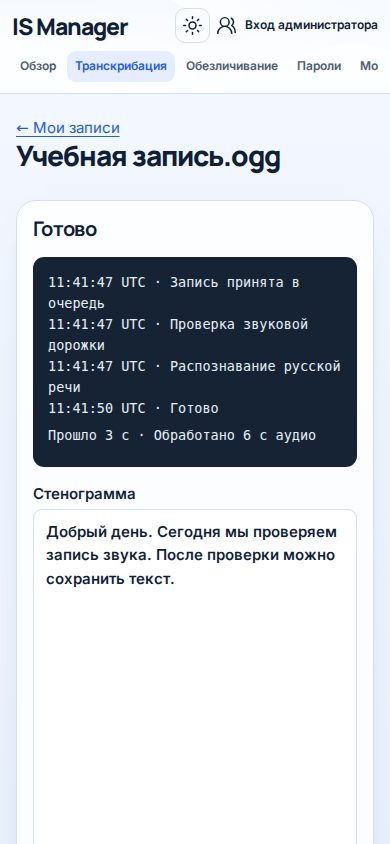 IS Manager
Вход администратора
Обзор
Транскрибация
Обезличивание
Пароли
Мо
← Мои записи
Учебная запись.ogg
Готово
11:41:47 UTC · Запись принята в
очередь
11:41:47 UTC · Проверка звуковой
дорожки
11:41:47 UTC · Распознавание русской
речи
11:41:50 UTC · Готово
Прошло 3 с · Обработано 6 с аудио
Стенограмма
Добрый день. Сегодня мы проверяем
запись звука. После проверки можно
сохранить текст.